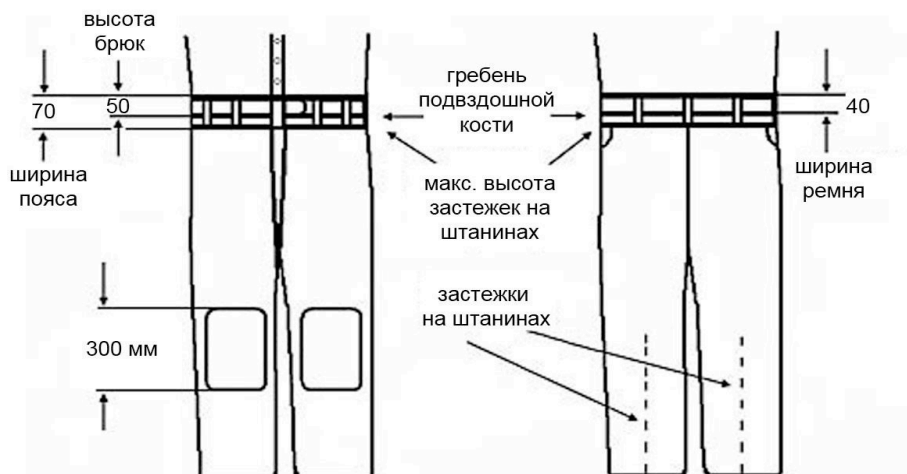 высота
брюк
70
50
ширина
пояса
гребень
подвздошной
кости
40
макс. высота
застежек на
штанинах
ширина
ремня
застежки
на штанинах
300 мм